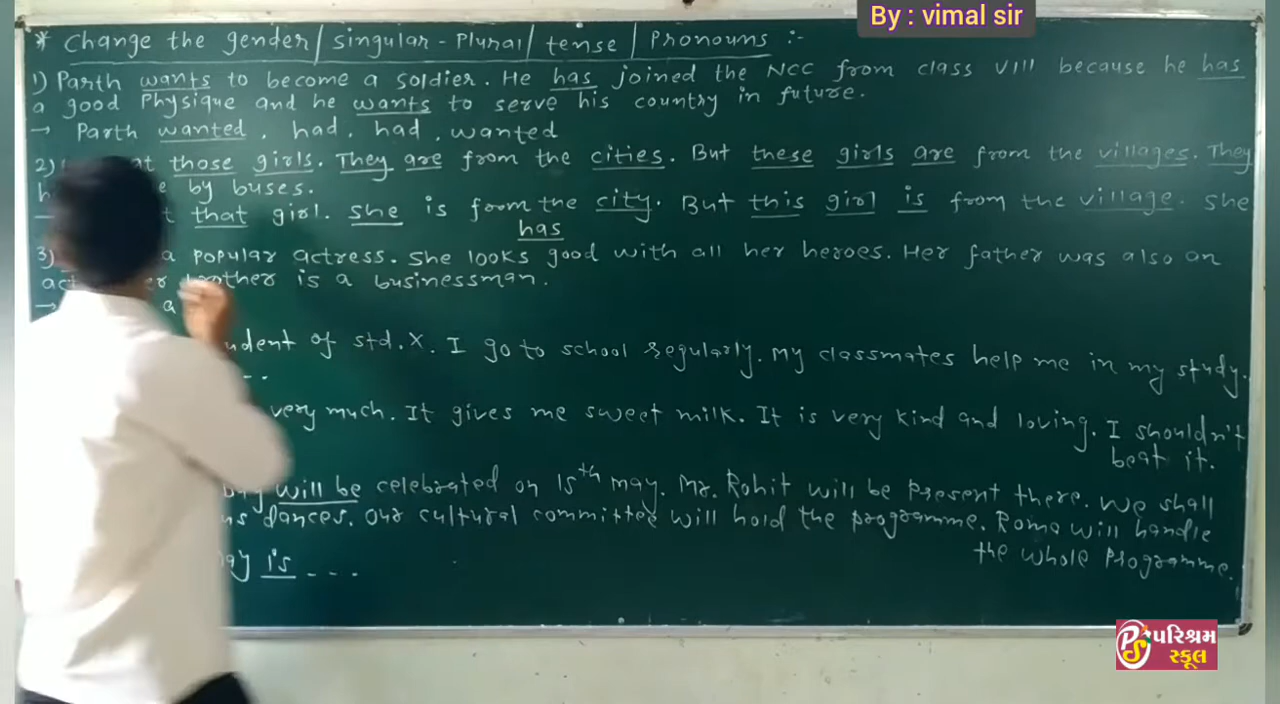 By : vimal sir
* Change the gender / singular - Plural / tense / Pronouns :-
1) Parth wants to become a soldier. He has joined the NCC from class VIII because he has
a good Physique and he wants to serve his country in future.
→ Parth wanted, had, had, wanted
2) those girls. They are from the cities. But these girls are from the villages. They
by buses.
that girl. she is from the city. But this girl is from the village. she
has
3) a popular actress. She looks good with all her heroes. Her father was also an
brother is a businessman.
→ a
of std. X. I go to school regularly. My classmates help me in my study.
--
very much. It gives me sweet milk. It is very kind and loving. I shouldn't
beat it.
will be celebrated on 15th may. Mr. Rohit will be present there. We shall
dances. Our cultural committee will hold the programme. Roma will handle
the whole programme.
is ----
પરિશ્રમ
સ્કૂલ